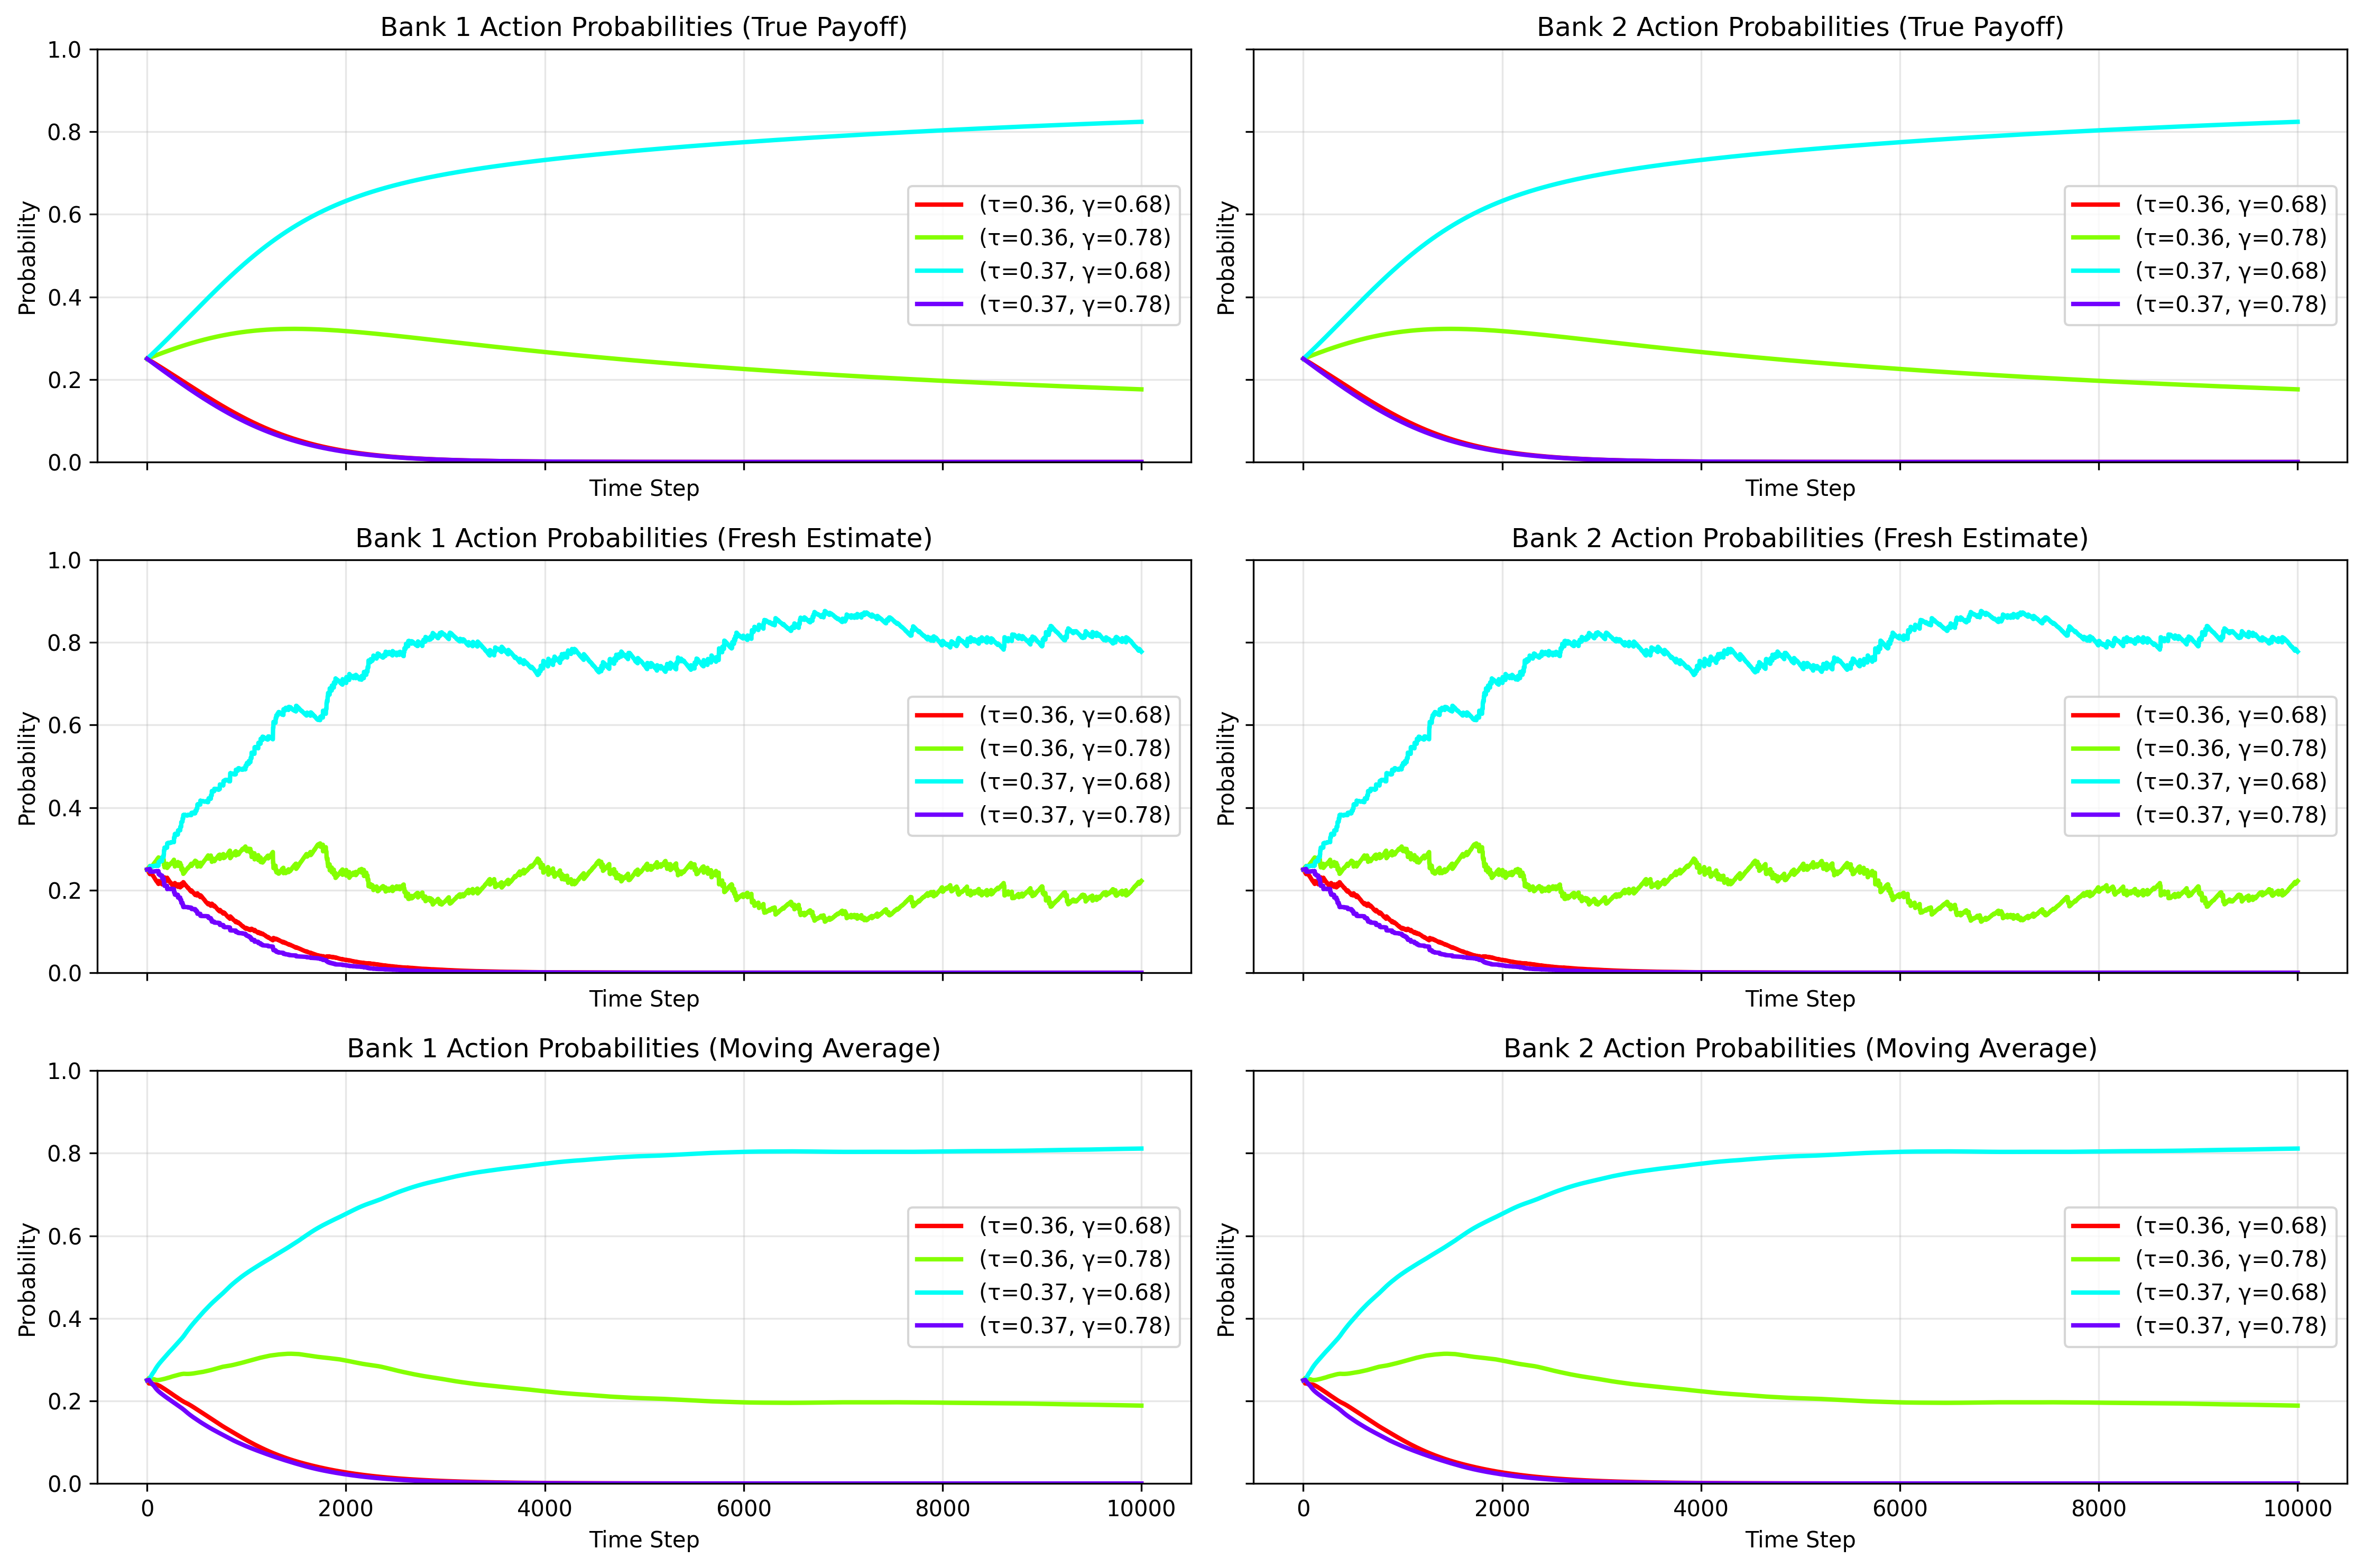 Bank 1 Action Probabilities (True Payoff)
1.0
0.8
0.6
0.4
0.2
0.0
Probability
(τ=0.36, γ=0.68)
(τ=0.36, γ=0.78)
(τ=0.37, γ=0.68)
(τ=0.37, γ=0.78)
Time Step
Bank 2 Action Probabilities (True Payoff)
Probability
(τ=0.36, γ=0.68)
(τ=0.36, γ=0.78)
(τ=0.37, γ=0.68)
(τ=0.37, γ=0.78)
Time Step
Bank 1 Action Probabilities (Fresh Estimate)
1.0
0.8
0.6
0.4
0.2
0.0
Probability
(τ=0.36, γ=0.68)
(τ=0.36, γ=0.78)
(τ=0.37, γ=0.68)
(τ=0.37, γ=0.78)
Time Step
Bank 2 Action Probabilities (Fresh Estimate)
Probability
(τ=0.36, γ=0.68)
(τ=0.36, γ=0.78)
(τ=0.37, γ=0.68)
(τ=0.37, γ=0.78)
Time Step
Bank 1 Action Probabilities (Moving Average)
1.0
0.8
0.6
0.4
0.2
0.0
Probability
(τ=0.36, γ=0.68)
(τ=0.36, γ=0.78)
(τ=0.37, γ=0.68)
(τ=0.37, γ=0.78)
0 2000 4000 6000 8000 10000
Time Step
Bank 2 Action Probabilities (Moving Average)
Probability
(τ=0.36, γ=0.68)
(τ=0.36, γ=0.78)
(τ=0.37, γ=0.68)
(τ=0.37, γ=0.78)
0 2000 4000 6000 8000 10000
Time Step